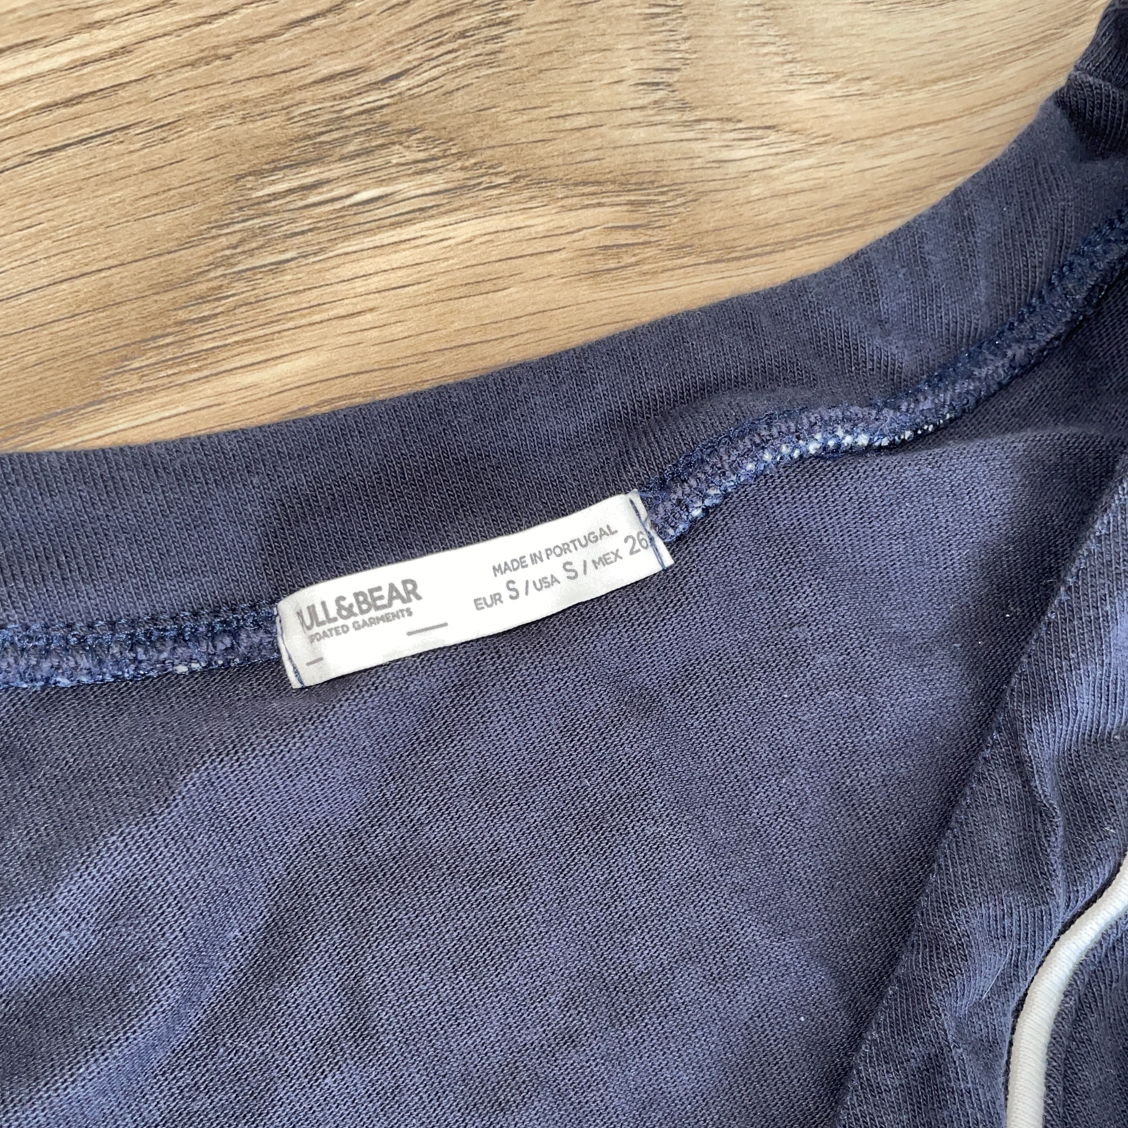 ULL&BEAR
PDATED GARMENTS
MADE IN PORTUGAL
EUR S / USA S / MEX 26